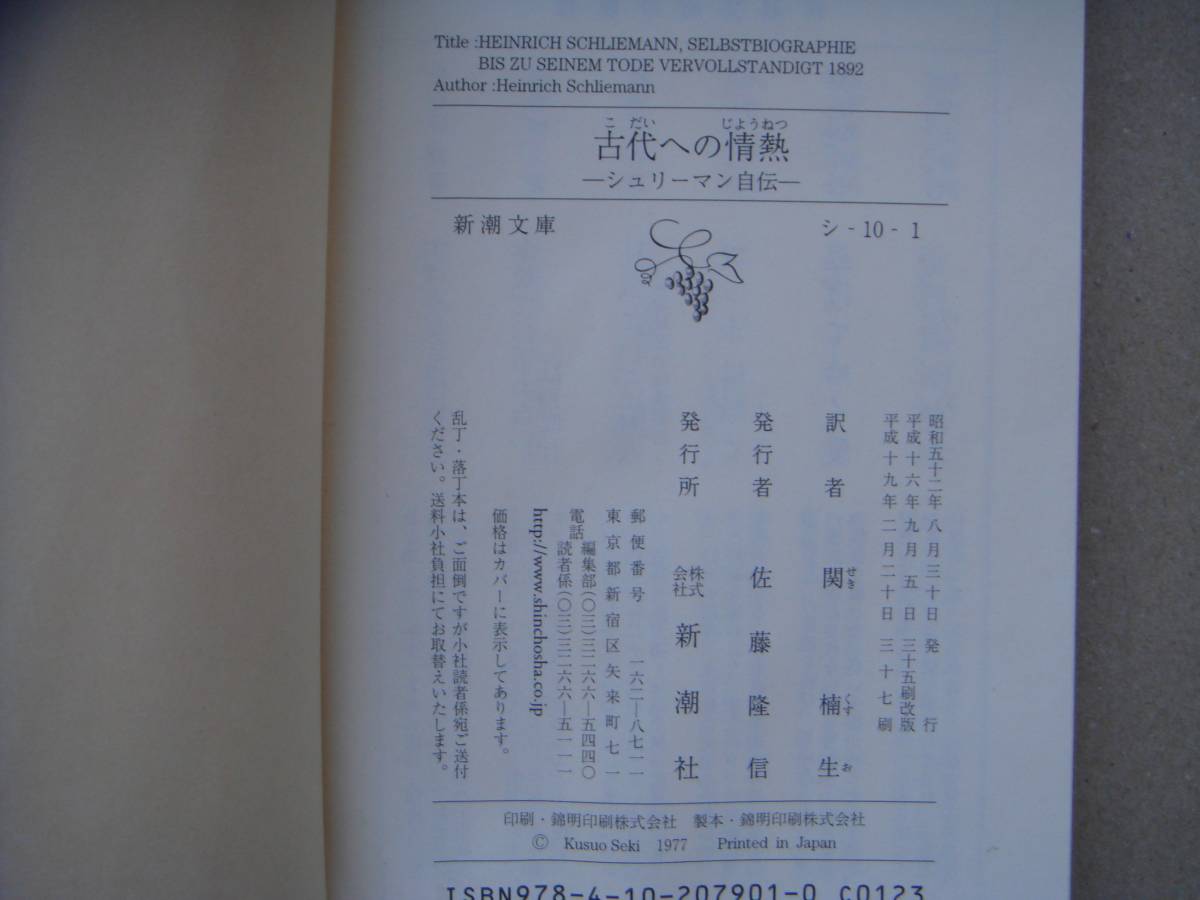 Title :HEINRICH SCHLIEMANN, SELBSTBIOGRAPHIE
BIS ZU SEINEM TODE VERVOLLSTANDIGT 1892
Author :Heinrich Schliemann
こ だい じようねつ
古代への情熱
―シュリーマン自伝―
新潮文庫
シ - 10 - 1
昭和五十二年 八月三十日 発行
平成十六年 九月 五日 三十五刷改版
平成十九年 二月二十日 三十七刷
訳者 関楠生
せき くす お
発行者 佐藤隆信
発行所 株式会社 新潮社
郵便番号 一六二―八七一一
東京都新宿区矢来町七一
電話 編集部(〇三)三二六六―五四四〇
読者係(〇三)三二六六―五一一一
http://www.shinchosha.co.jp
価格はカバーに表示してあります。
乱丁・落丁本は、ご面倒ですが小社読者係宛ご送付
ください。送料小社負担にてお取替えいたします。
印刷・錦明印刷株式会社 製本・錦明印刷株式会社
© Kusuo Seki 1977 Printed in Japan
ISBN978-4-10-207901-0 C0123